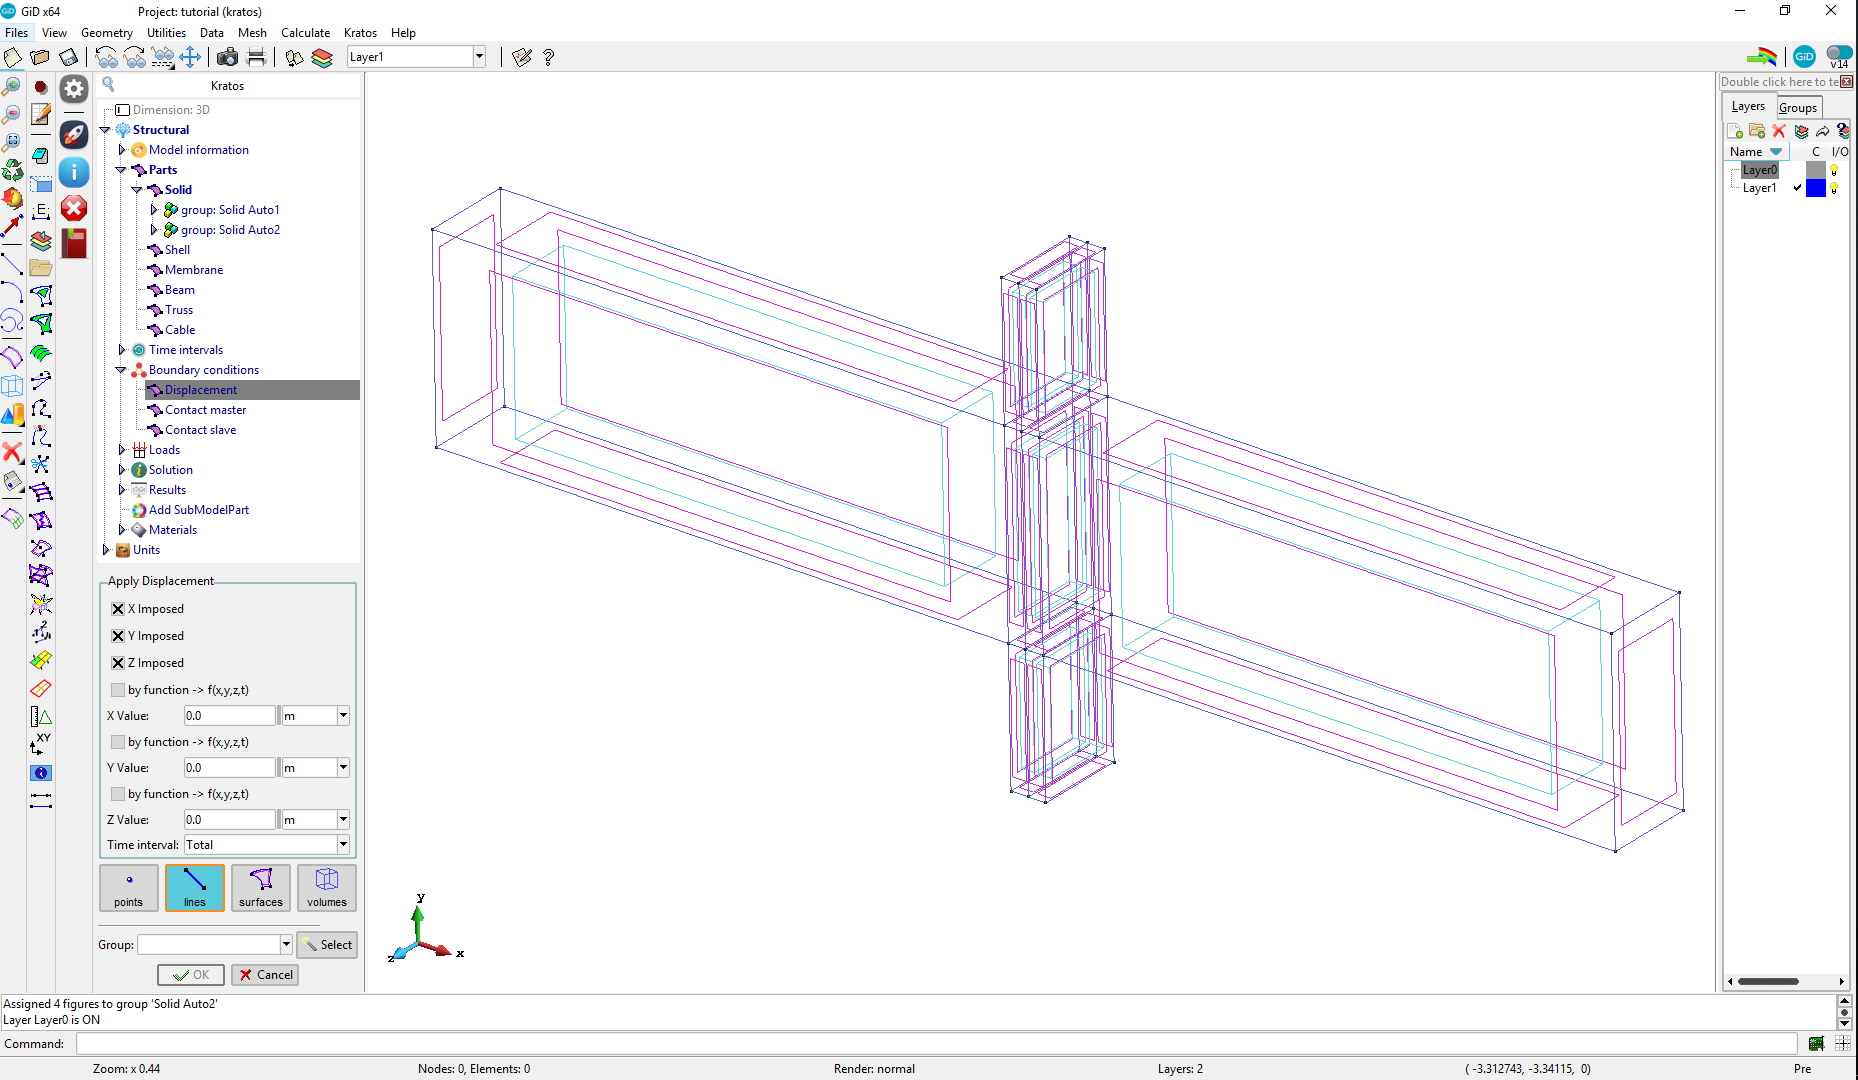 GiD x64
Project: tutorial (kratos)
Files View Geometry Utilities Data Mesh Calculate Kratos Help
Layer1
GiD
v14
Kratos
Dimension: 3D
Structural
Model information
Parts
Solid
group: Solid Auto1
group: Solid Auto2
Shell
Membrane
Beam
Truss
Cable
Time intervals
Boundary conditions
Displacement
Contact master
Contact slave
Loads
Solution
Results
Add SubModelPart
Materials
Units
Apply Displacement
X Imposed
Y Imposed
Z Imposed
by function -> f(x,y,z,t)
X Value: 0.0 m
by function -> f(x,y,z,t)
Y Value: 0.0 m
by function -> f(x,y,z,t)
Z Value: 0.0 m
Time interval: Total
points lines surfaces volumes
Group: Select
OK Cancel
y
x
z
Double click here to te
Layers Groups
Name C I/O
Layer0
Layer1
Assigned 4 figures to group 'Solid Auto2'
Layer Layer0 is ON
Command:
Zoom: x 0.44 Nodes: 0, Elements: 0 Render: normal Layers: 2 ( -3.312743, -3.34115, 0) Pre